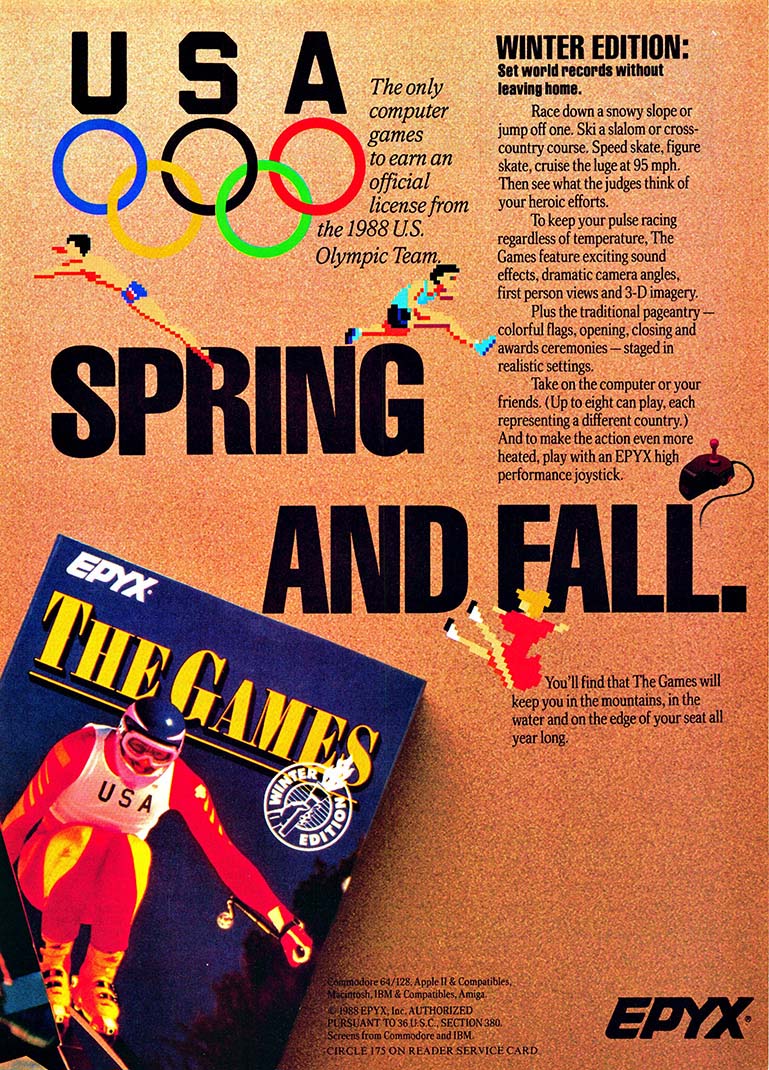 USA
The only
computer
games
to earn an
official
license from
the 1988 U.S.
Olympic Team.
WINTER EDITION:
Set world records without
leaving home.
Race down a snowy slope or
jump off one. Ski a slalom or cross-
country course. Speed skate, figure
skate, cruise the luge at 95 mph.
Then see what the judges think of
your heroic efforts.
To keep your pulse racing
regardless of temperature, The
Games feature exciting sound
effects, dramatic camera angles,
first person views and 3-D imagery.
Plus the traditional pageantry —
colorful flags, opening, closing and
awards ceremonies — staged in
realistic settings.
Take on the computer or your
friends. (Up to eight can play, each
representing a different country.)
And to make the action even more
heated, play with an EPYX high
performance joystick.
SPRING
AND FALL.
You'll find that The Games will
keep you in the mountains, in the
water and on the edge of your seat all
year long.
EPYX
THE GAMES
WINTER
EDITION
USA
Commodore 64/128, Apple II & Compatibles,
Macintosh, IBM & Compatibles, Amiga.
© 1988 EPYX, Inc. AUTHORIZED
PURSUANT TO 36 U.S.C., SECTION 380.
Screens from Commodore and IBM.
CIRCLE 175 ON READER SERVICE CARD
EPYX®